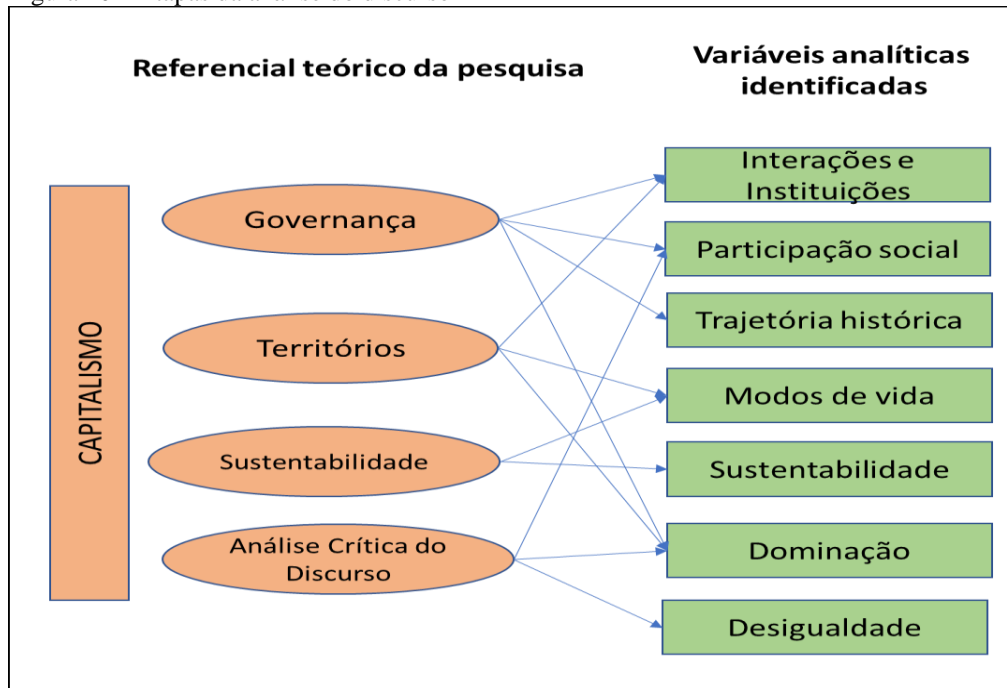 Referencial teórico da pesquisa
Variáveis analíticas
identificadas
CAPITALISMO
Governança
Territórios
Sustentabilidade
Análise Crítica do
Discurso
Interações e
Instituições
Participação social
Trajetória histórica
Modos de vida
Sustentabilidade
Dominação
Desigualdade